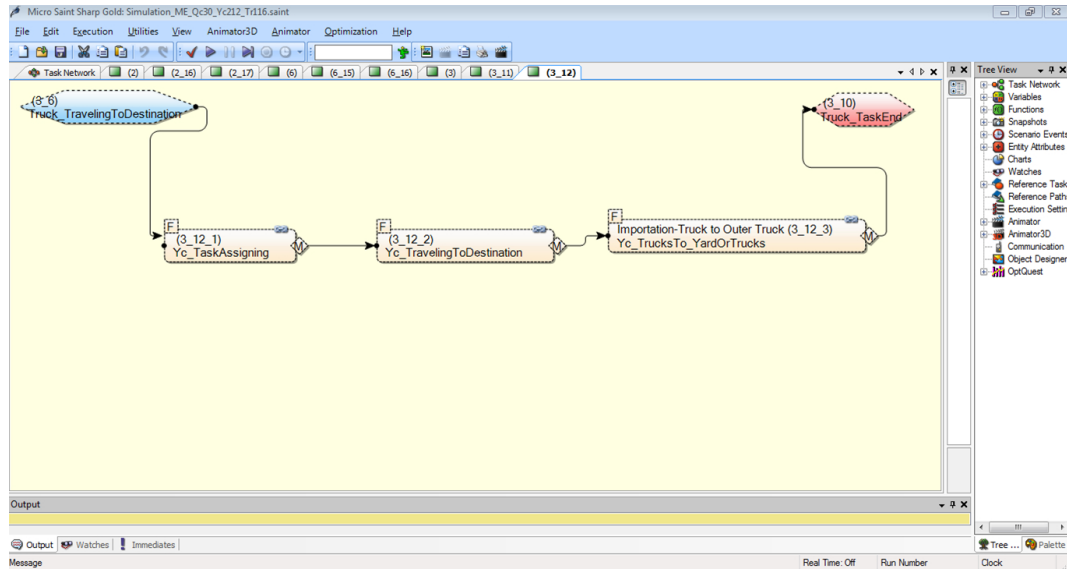 Micro Saint Sharp Gold: Simulation_ME_Qc30_Yc212_Tr116.saint
File Edit Execution Utilities View Animator3D Animator Optimization Help
Task Network (2) (2_16) (2_17) (6) (6_15) (6_16) (3) (3_11) (3_12)
Tree View
(3_6)
Truck_TravelingToDestination
(3_10)
Truck_TaskEnd
F
(3_12_1)
Yc_TaskAssigning
M
F
(3_12_2)
Yc_TravelingToDestination
M
F
Importation-Truck to Outer Truck (3_12_3)
Yc_TrucksTo_YardOrTrucks
M
Task Network
Variables
Functions
Snapshots
Scenario Events
Entity Attributes
Charts
Watches
Reference Task
Reference Path
Execution Settin
Animator
Animator3D
Communication
Object Designer
OptQuest
Output
Output Watches Immediates
Tree ... Palette
Message Real Time: Off Run Number Clock